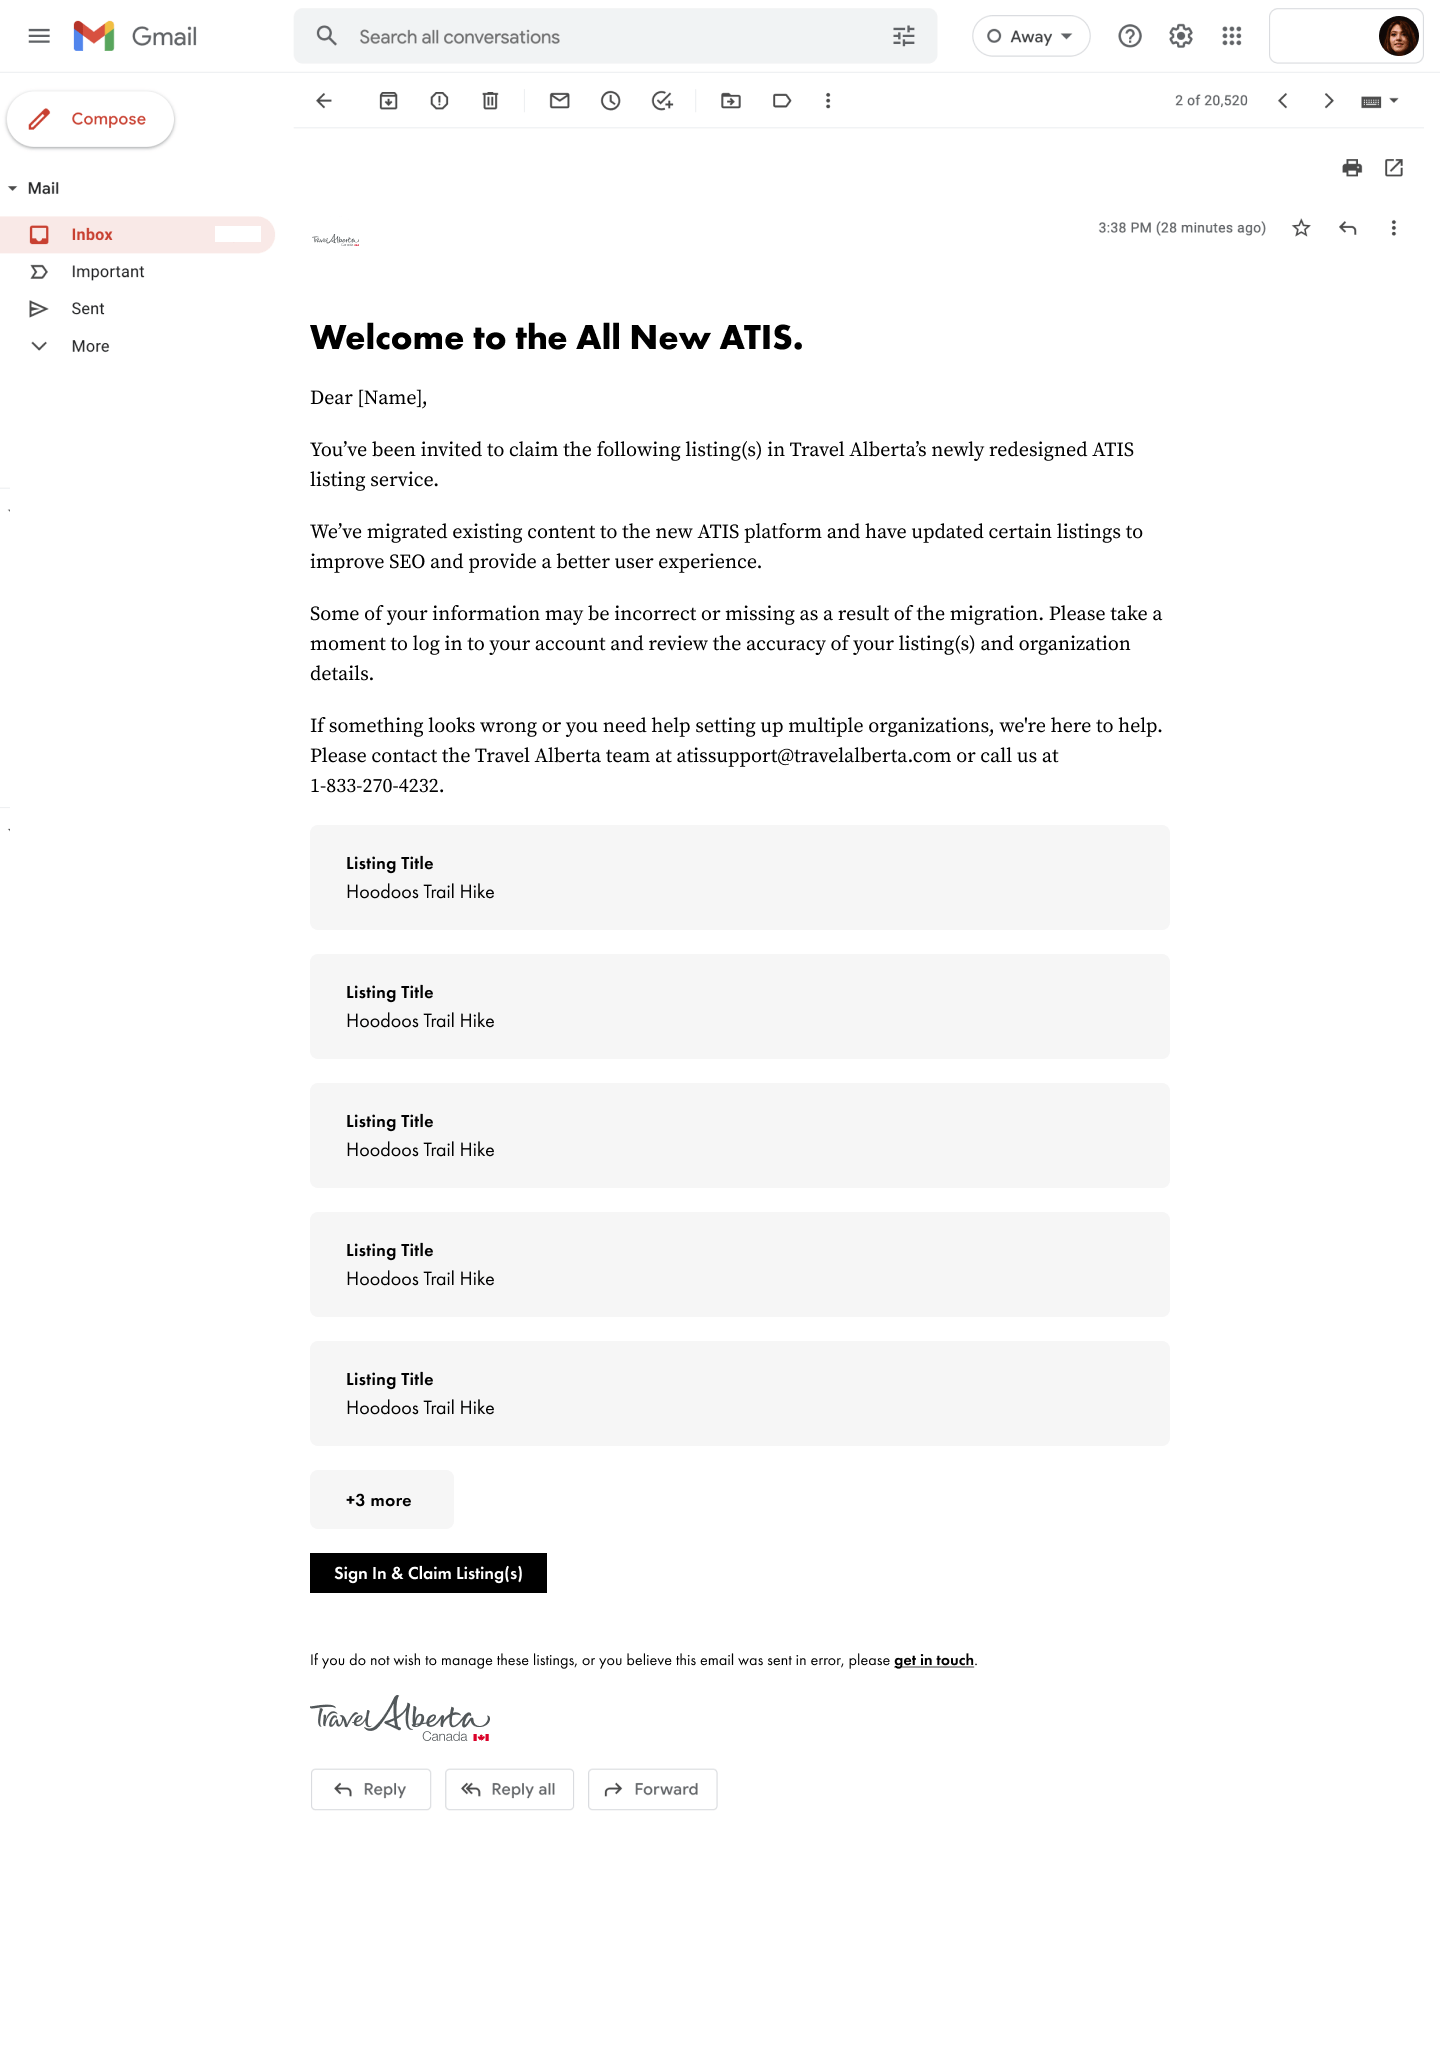 Gmail
Search all conversations
Away
Compose
2 of 20,520
Mail
Inbox
Important
Sent
More
Travel Alberta
3:38 PM (28 minutes ago)
Welcome to the All New ATIS.
Dear [Name],
You’ve been invited to claim the following listing(s) in Travel Alberta’s newly redesigned ATIS
listing service.
We’ve migrated existing content to the new ATIS platform and have updated certain listings to
improve SEO and provide a better user experience.
Some of your information may be incorrect or missing as a result of the migration. Please take a
moment to log in to your account and review the accuracy of your listing(s) and organization
details.
If something looks wrong or you need help setting up multiple organizations, we're here to help.
Please contact the Travel Alberta team at atissupport@travelalberta.com or call us at
1-833-270-4232.
Listing Title
Hoodoos Trail Hike
Listing Title
Hoodoos Trail Hike
Listing Title
Hoodoos Trail Hike
Listing Title
Hoodoos Trail Hike
Listing Title
Hoodoos Trail Hike
+3 more
Sign In & Claim Listing(s)
If you do not wish to manage these listings, or you believe this email was sent in error, please get in touch.
Travel Alberta
Canada
Reply
Reply all
Forward